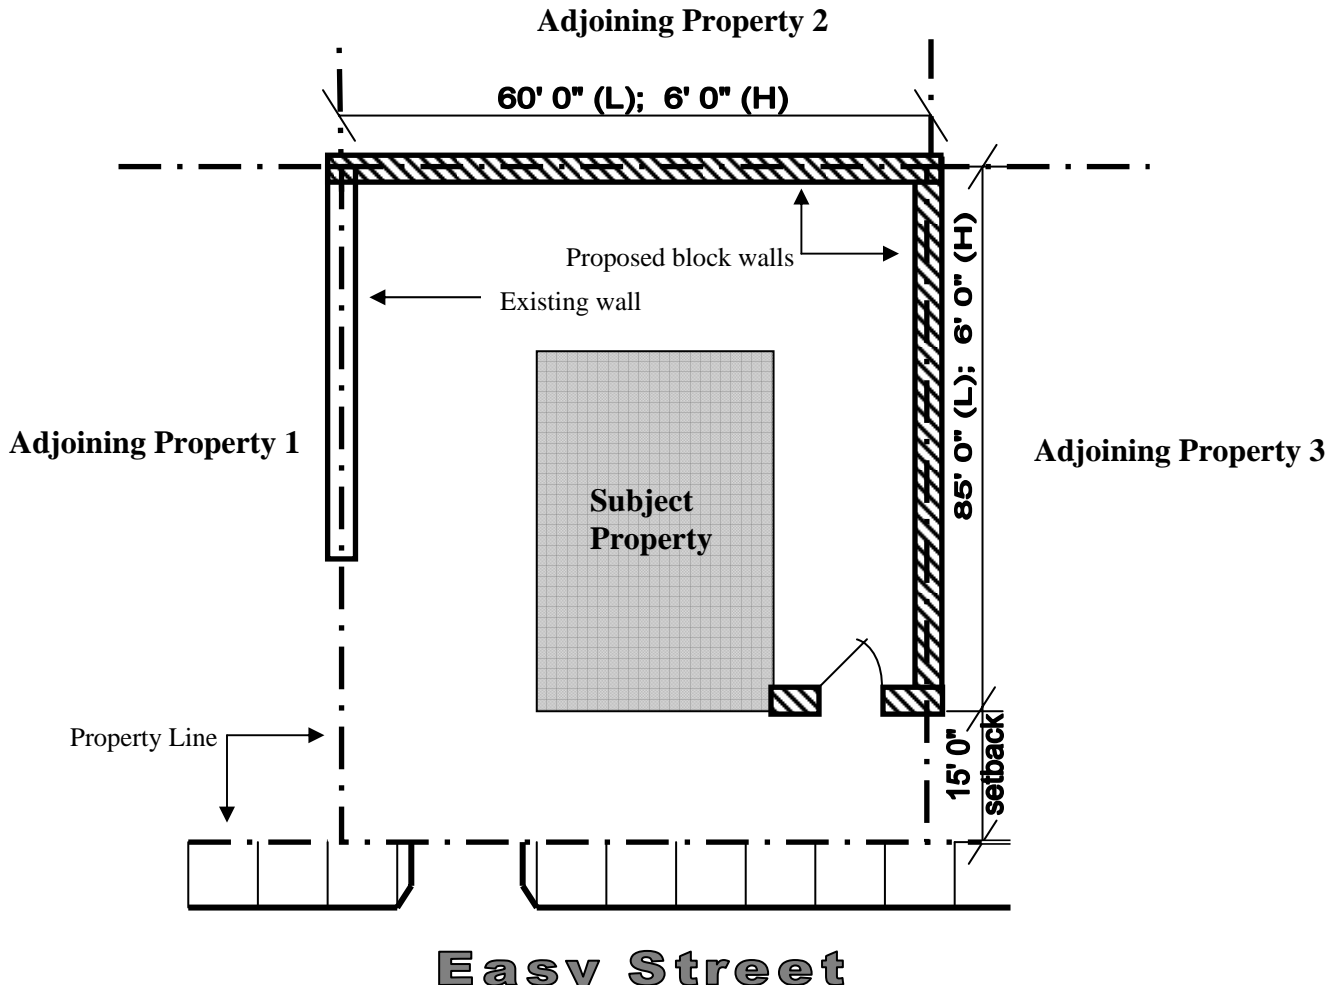 Adjoining Property 2
60' 0" (L);  6' 0" (H)
Proposed block walls
Existing wall
85' 0" (L);  6' 0" (H)
Adjoining Property 1
Adjoining Property 3
Subject
Property
Property Line
15' 0"
setback
Easy Street